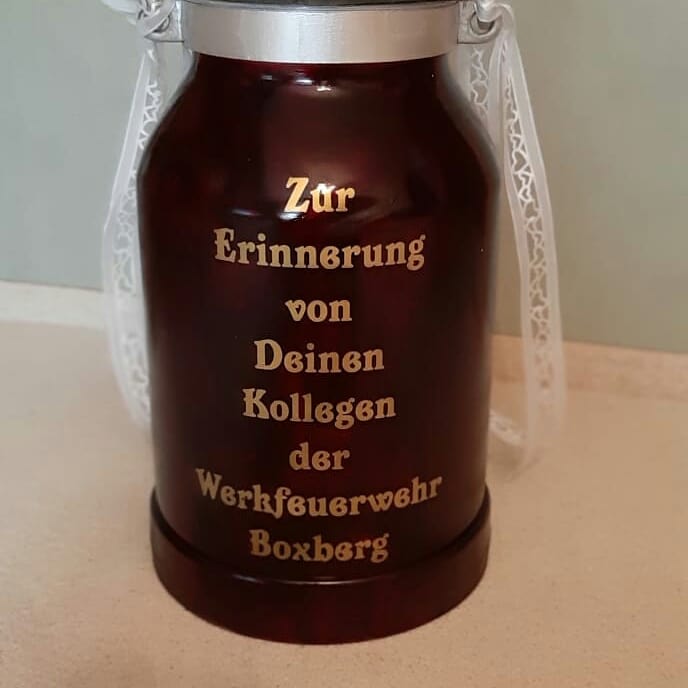 Zur
Erinnerung
von
Deinen
Kollegen
der
Werkfeuerwehr
Boxberg